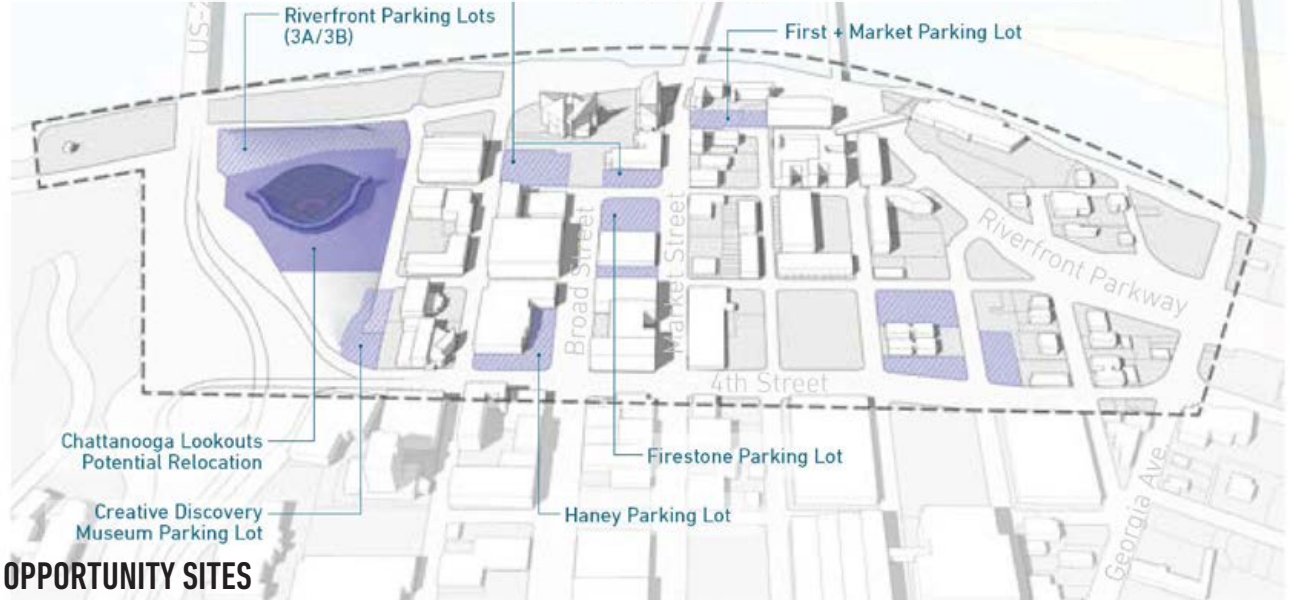 Riverfront Parking Lots
(3A/3B)
First + Market Parking Lot
Broad Street
Market Street
Riverfront Parkway
4th Street
Chattanooga Lookouts
Potential Relocation
Firestone Parking Lot
Creative Discovery
Museum Parking Lot
Haney Parking Lot
Georgia Ave
OPPORTUNITY SITES